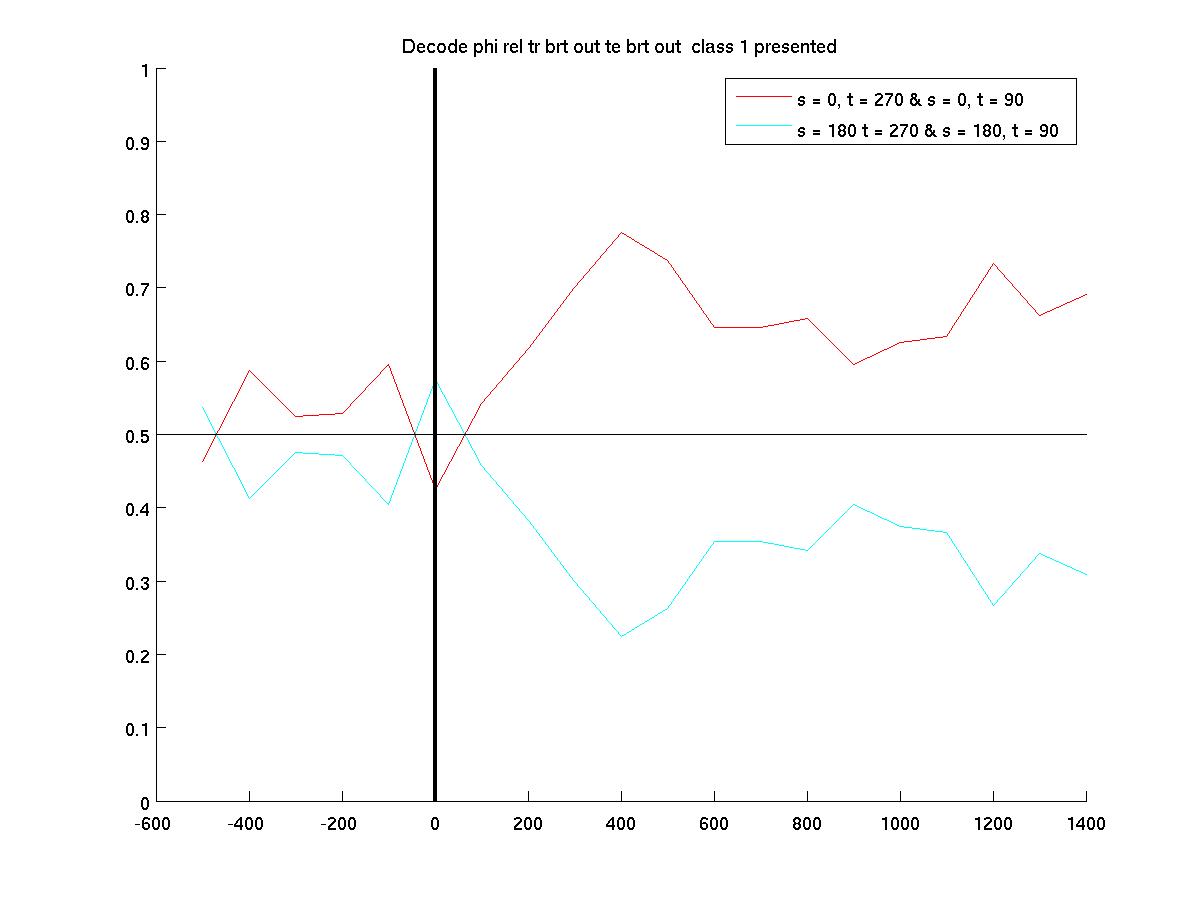 Decode phi rel tr brt out te brt out  class 1 presented
s = 0, t = 270 & s = 0, t = 90
s = 180 t = 270 & s = 180, t = 90
1
0.9
0.8
0.7
0.6
0.5
0.4
0.3
0.2
0.1
0
-600 -400 -200 0 200 400 600 800 1000 1200 1400